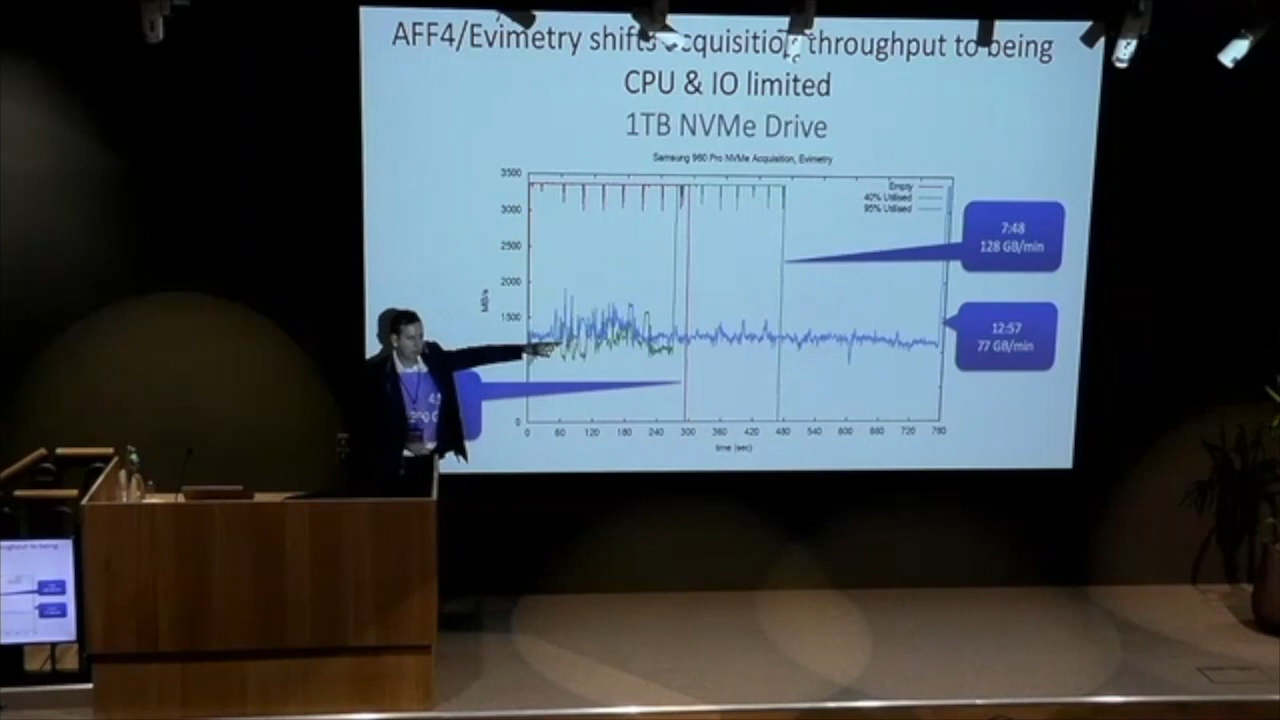 AFF4/Evimetry shifts acquisition throughput to being
CPU & IO limited
1TB NVMe Drive
Samsung 960 Pro NVMe Acquisition, Evimetry
3500
3000
2500
2000
1500
0
MB/s
Empty
40% Utilised
95% Utilised
7:48
128 GB/min
12:57
77 GB/min
0 60 120 180 240 300 360 420 480 540 600 660 720 780
time (sec)